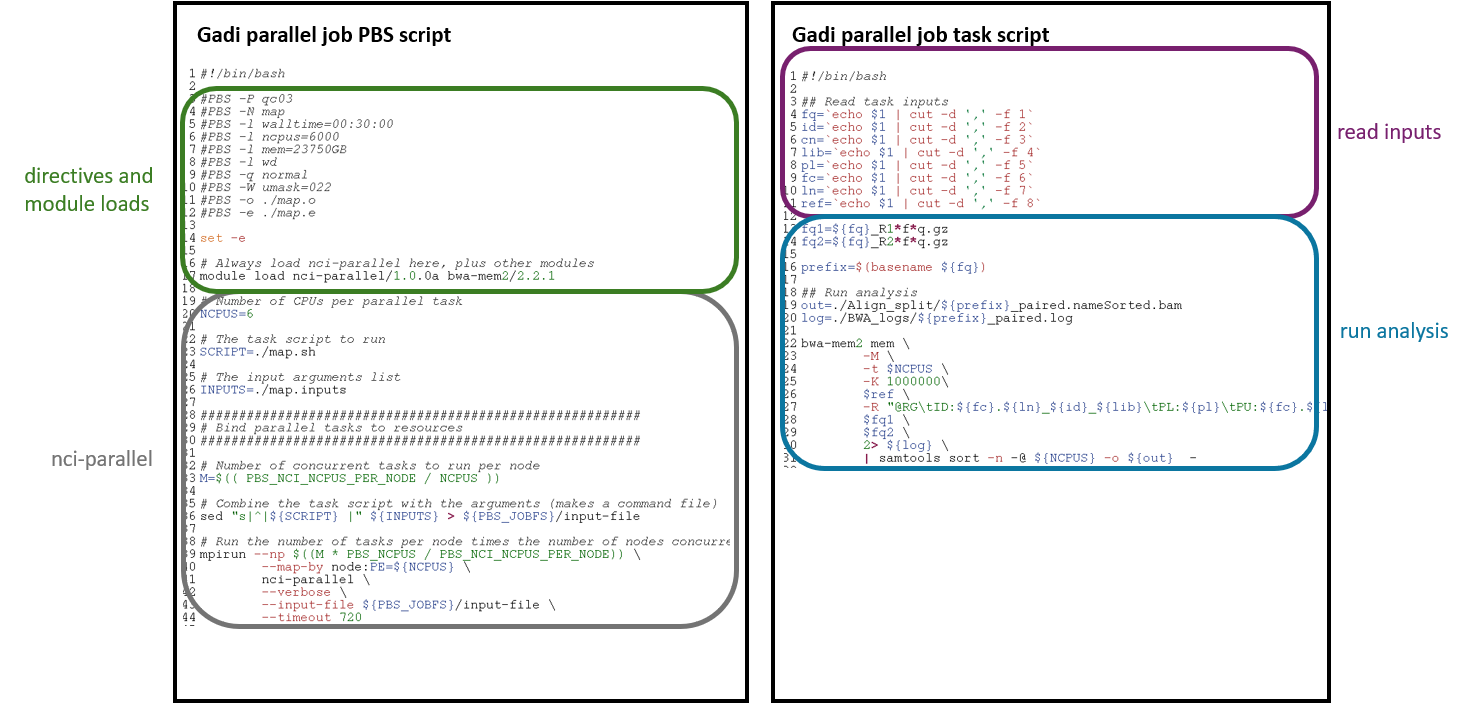 Gadi parallel job PBS script
1 #!/bin/bash
2
3 #PBS -P qc03
4 #PBS -N map
5 #PBS -l walltime=00:30:00
6 #PBS -l ncpus=6000
7 #PBS -l mem=23750GB
8 #PBS -l wd
9 #PBS -q normal
10 #PBS -W umask=022
11 #PBS -o ./map.o
12 #PBS -e ./map.e
13
14 set -e
15
16 # Always load nci-parallel here, plus other modules
17 module load nci-parallel/1.0.0a bwa-mem2/2.2.1
18
19 # Number of CPUs per parallel task
20 NCPUS=6
21
22 # The task script to run
23 SCRIPT=./map.sh
24
25 # The input arguments list
26 INPUTS=./map.inputs
27
28 ########################################################
29 # Bind parallel tasks to resources
30 ########################################################
31
32 # Number of concurrent tasks to run per node
33 M=$(( PBS_NCI_NCPUS_PER_NODE / NCPUS ))
34
35 # Combine the task script with the arguments (makes a command file)
36 sed "s|^|${SCRIPT} |" ${INPUTS} > ${PBS_JOBFS}/input-file
37
38 # Run the number of tasks per node times the number of nodes
39 mpirun --np $((M * PBS_NCPUS / PBS_NCI_NCPUS_PER_NODE)) \
40 --map-by node:PE=${NCPUS} \
41 nci-parallel \
42 --verbose \
43 --input-file ${PBS_JOBFS}/input-file \
44 --timeout 720
directives and
module loads
nci-parallel
Gadi parallel job task script
1 #!/bin/bash
2
3 ## Read task inputs
4 fq=`echo $1 | cut -d ',' -f 1`
5 id=`echo $1 | cut -d ',' -f 2`
6 cn=`echo $1 | cut -d ',' -f 3`
7 lib=`echo $1 | cut -d ',' -f 4`
8 pl=`echo $1 | cut -d ',' -f 5`
9 fc=`echo $1 | cut -d ',' -f 6`
10 ln=`echo $1 | cut -d ',' -f 7`
11 ref=`echo $1 | cut -d ',' -f 8`
12
13 fq1=${fq}_R1*f*q.gz
14 fq2=${fq}_R2*f*q.gz
15
16 prefix=$(basename ${fq})
17
18 ## Run analysis
19 out=./Align_split/${prefix}_paired.nameSorted.bam
20 log=./BWA_logs/${prefix}_paired.log
21
22 bwa-mem2 mem \
23 -M \
24 -t $NCPUS \
25 -K 1000000\
26 $ref \
27 -R "@RG\tID:${fc}.${ln}_${id}_${lib}\tPL:${pl}\tPU:${fc}.
28 $fq1 \
29 $fq2 \
30 2> ${log} \
31 | samtools sort -n -@ ${NCPUS} -o ${out} -
read inputs
run analysis